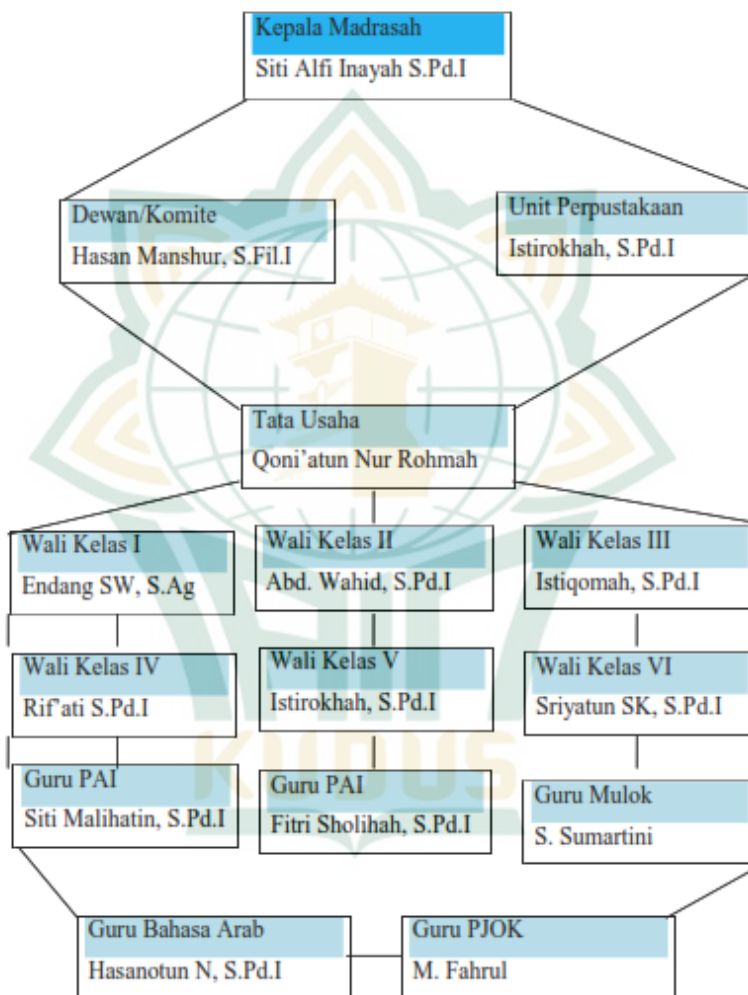 Kepala Madrasah
Siti Alfi Inayah S.Pd.I
Dewan/Komite
Hasan Manshur, S.Fil.I
Unit Perpustakaan
Istirokhah, S.Pd.I
Tata Usaha
Qoni’atun Nur Rohmah
Wali Kelas I
Endang SW, S.Ag
Wali Kelas II
Abd. Wahid, S.Pd.I
Wali Kelas III
Istiqomah, S.Pd.I
Wali Kelas IV
Rif’ati S.Pd.I
Wali Kelas V
Istirokhah, S.Pd.I
Wali Kelas VI
Sriyatun SK, S.Pd.I
KUDUS
Guru PAI
Siti Malihatin, S.Pd.I
Guru PAI
Fitri Sholihah, S.Pd.I
Guru Mulok
S. Sumartini
Guru Bahasa Arab
Hasanotun N, S.Pd.I
Guru PJOK
M. Fahrul